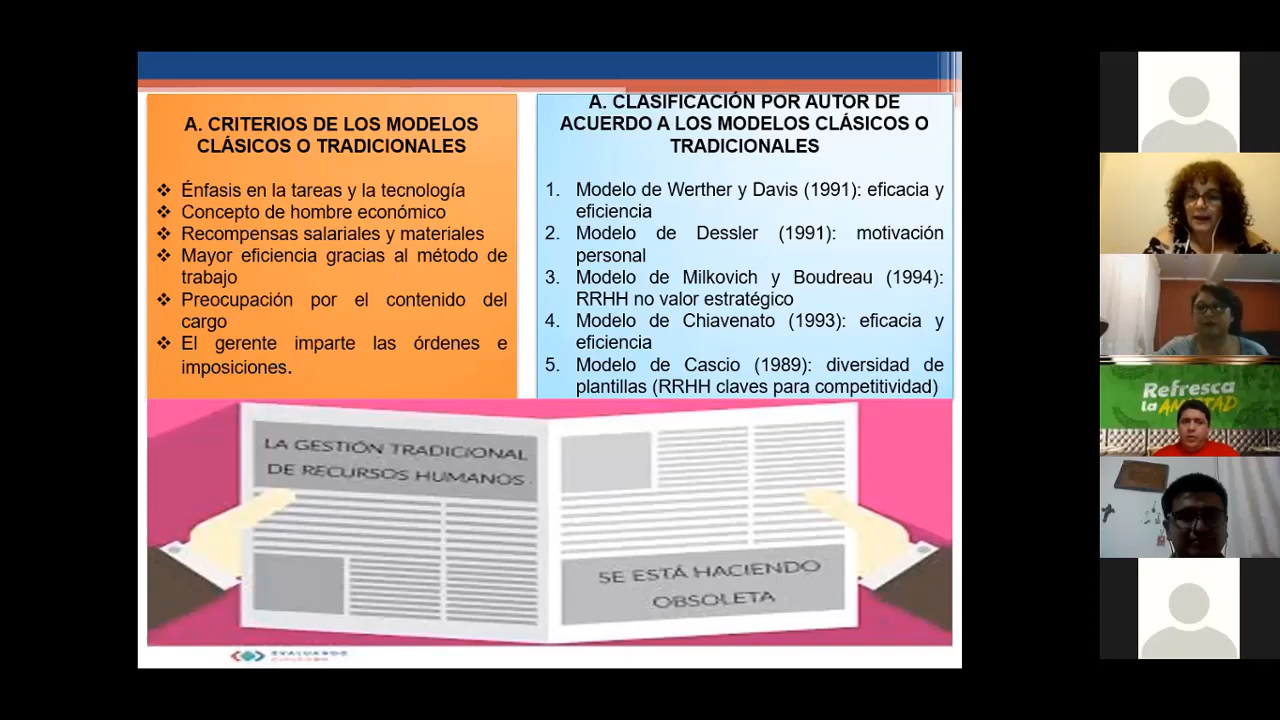 A. CRITERIOS DE LOS MODELOS
CLÁSICOS O TRADICIONALES
❖ Énfasis en la tareas y la tecnología
❖ Concepto de hombre económico
❖ Recompensas salariales y materiales
❖ Mayor eficiencia gracias al método de
trabajo
❖ Preocupación por el contenido del
cargo
❖ El gerente imparte las órdenes e
imposiciones.
A. CLASIFICACIÓN POR AUTOR DE
ACUERDO A LOS MODELOS CLÁSICOS O
TRADICIONALES
1. Modelo de Werther y Davis (1991): eficacia y
eficiencia
2. Modelo de Dessler (1991): motivación
personal
3. Modelo de Milkovich y Boudreau (1994):
RRHH no valor estratégico
4. Modelo de Chiavenato (1993): eficacia y
eficiencia
5. Modelo de Cascio (1989): diversidad de
plantillas (RRHH claves para competitividad)
LA GESTIÓN TRADICIONAL
DE RECURSOS HUMANOS.
SE ESTÁ HACIENDO
OBSOLETA
EVALUANDO
Refresca
la